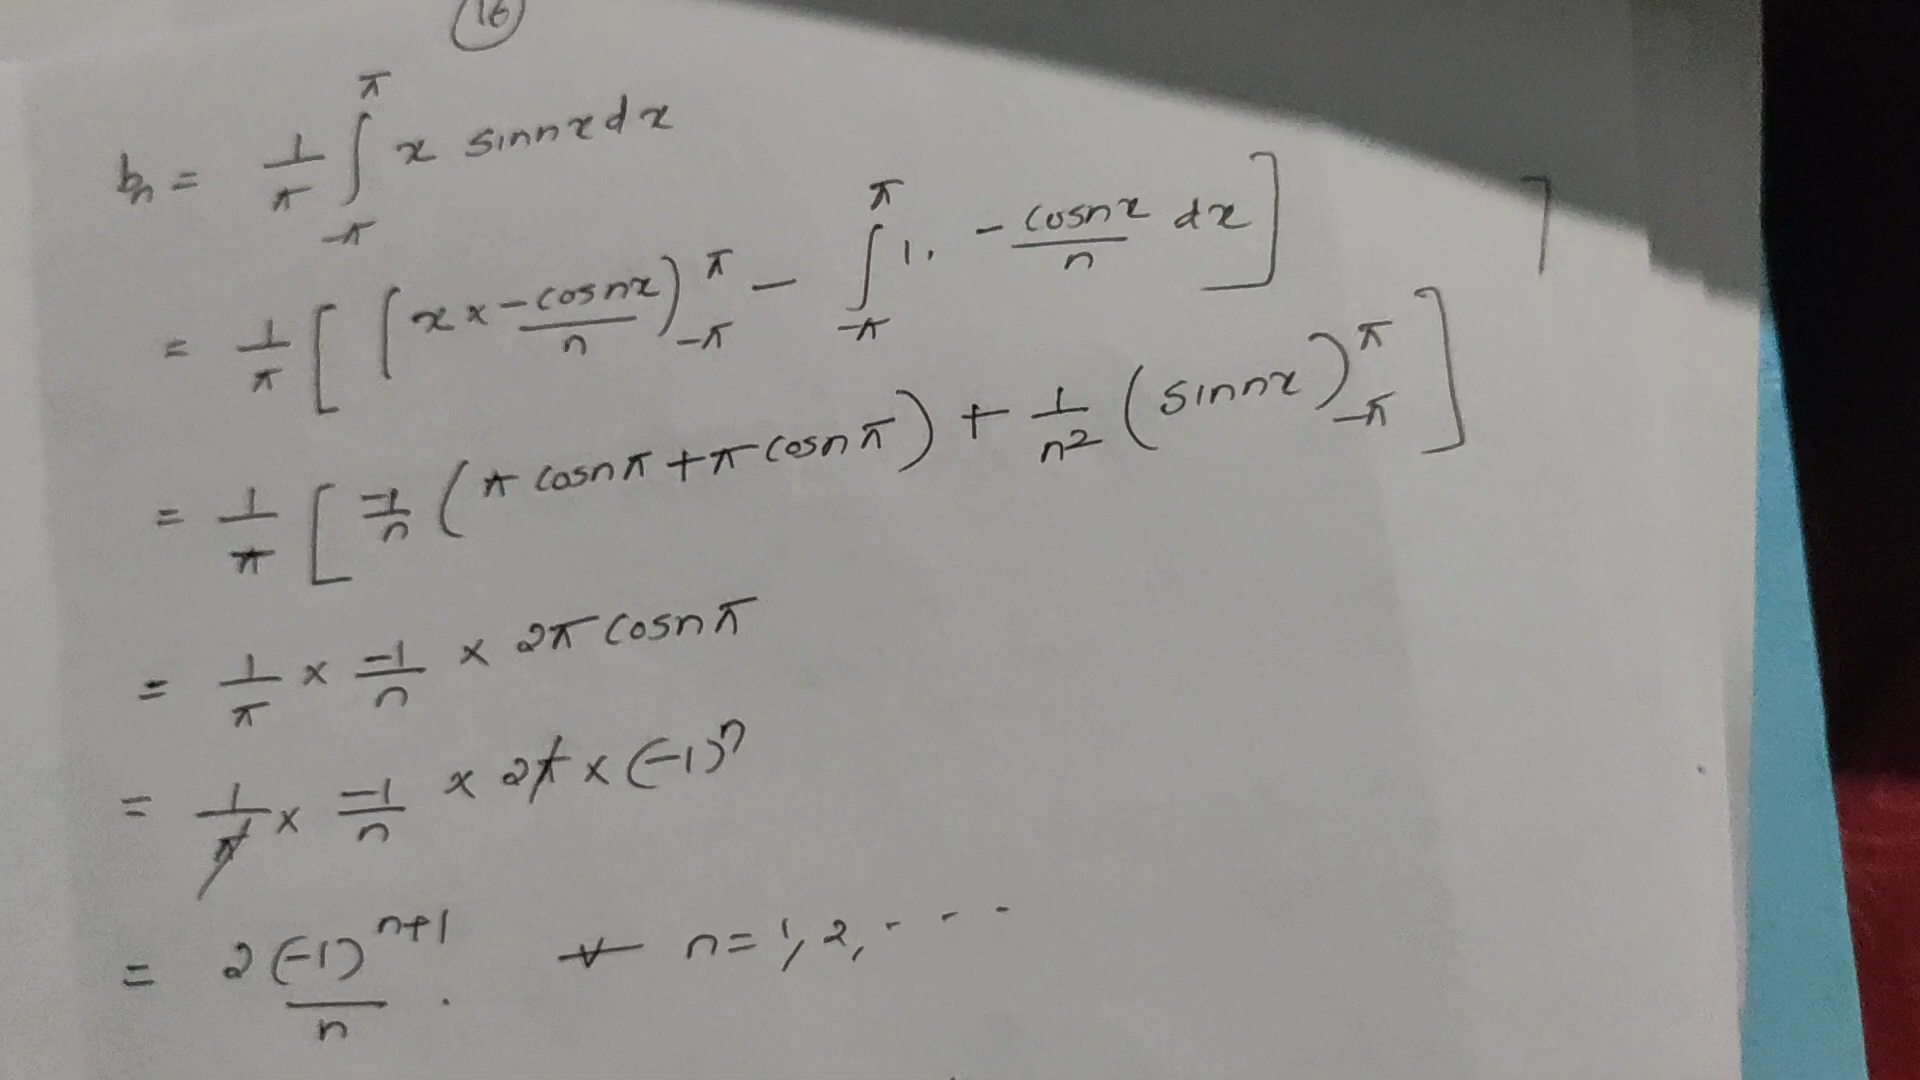 16
bₙ = 1/π ∫_{-π}^{π} x sinnx dx
= 1/π [ (x × -cosnx/n)_{-π}^{π} - ∫_{-π}^{π} 1. -cosnx/n dx ]
= 1/π [ -1/n (π cosnπ + π cosnπ) + 1/n² (sinnx)_{-π}^{π} ]
= 1/π × -1/n × 2π cosnπ
= 1/π × -1/n × 2π × (-1)ⁿ
= 2(-1)^{n+1}/n . ∀ n = 1, 2, - - -